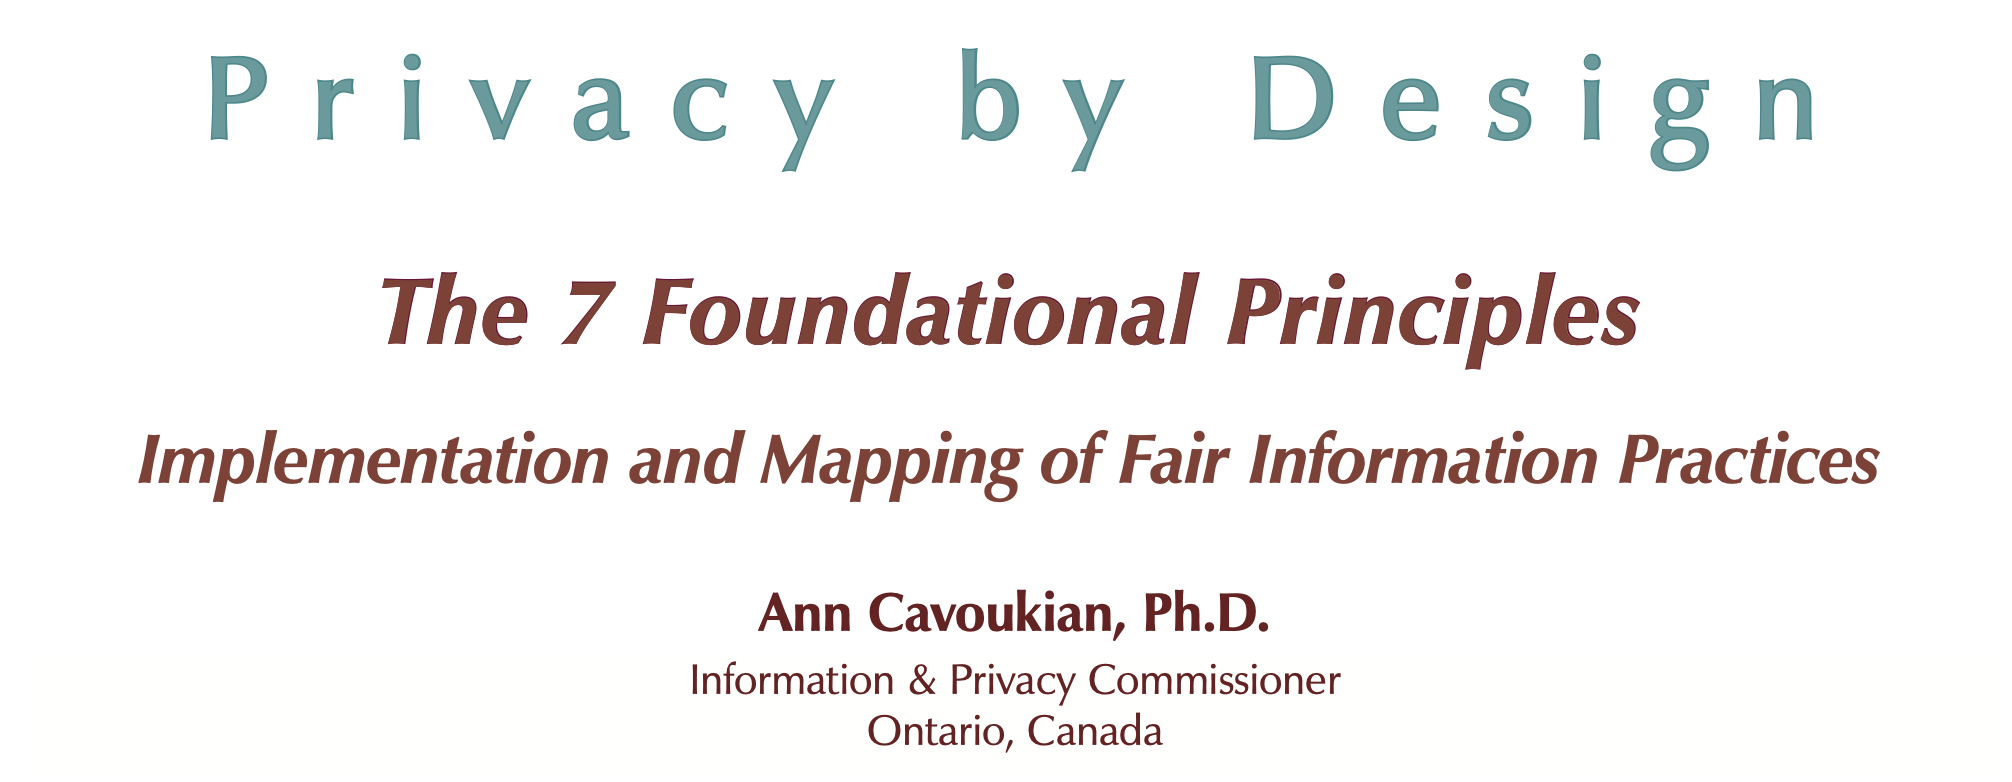 Privacy by Design
The 7 Foundational Principles
Implementation and Mapping of Fair Information Practices
Ann Cavoukian, Ph.D.
Information & Privacy Commissioner
Ontario, Canada